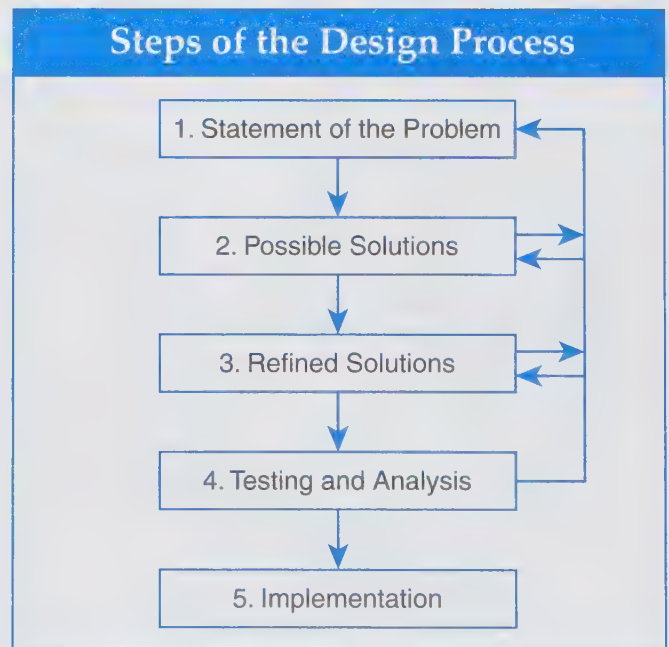 Steps of the Design Process
1. Statement of the Problem
2. Possible Solutions
3. Refined Solutions
4. Testing and Analysis
5. Implementation